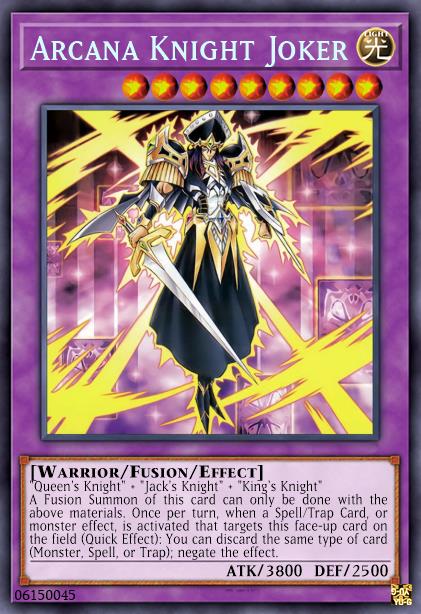 Arcana Knight Joker
LIGHT
光
[Warrior/Fusion/Effect]
"Queen's Knight" + "Jack's Knight" + "King's Knight"
A Fusion Summon of this card can only be done with the
above materials. Once per turn, when a Spell/Trap Card, or
monster effect, is activated that targets this face-up card on
the field (Quick Effect): You can discard the same type of card
(Monster, Spell, or Trap); negate the effect.
ATK/3800 DEF/2500
06150045